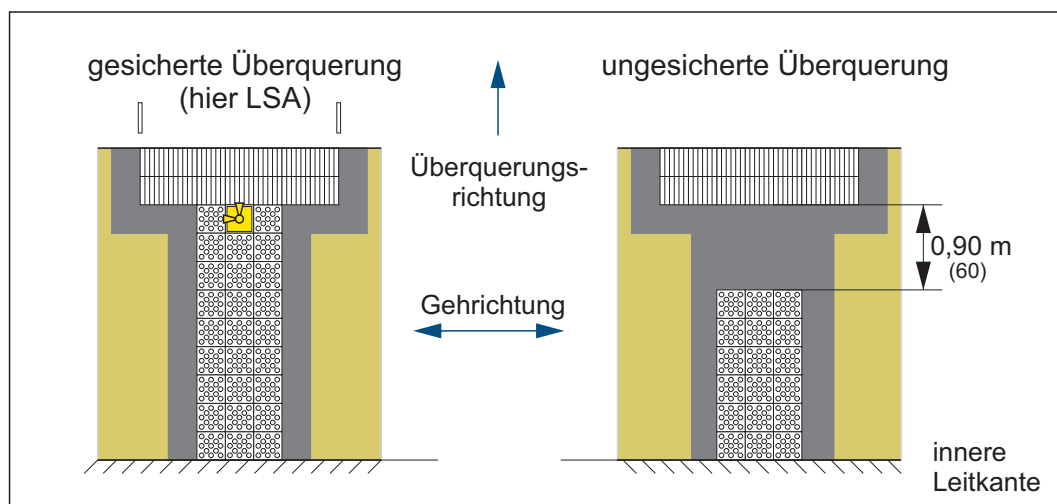 gesicherte Überquerung
(hier LSA)
ungesicherte Überquerung
Überquerungs-
richtung
0,90 m
(60)
Gehrichtung
innere
Leitkante